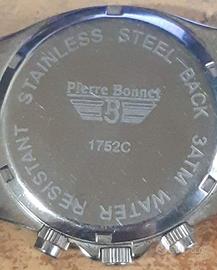 Pierre Bonnet
B
1752C
STAINLESS STEEL-BACK 3ATM WATER RESISTANT